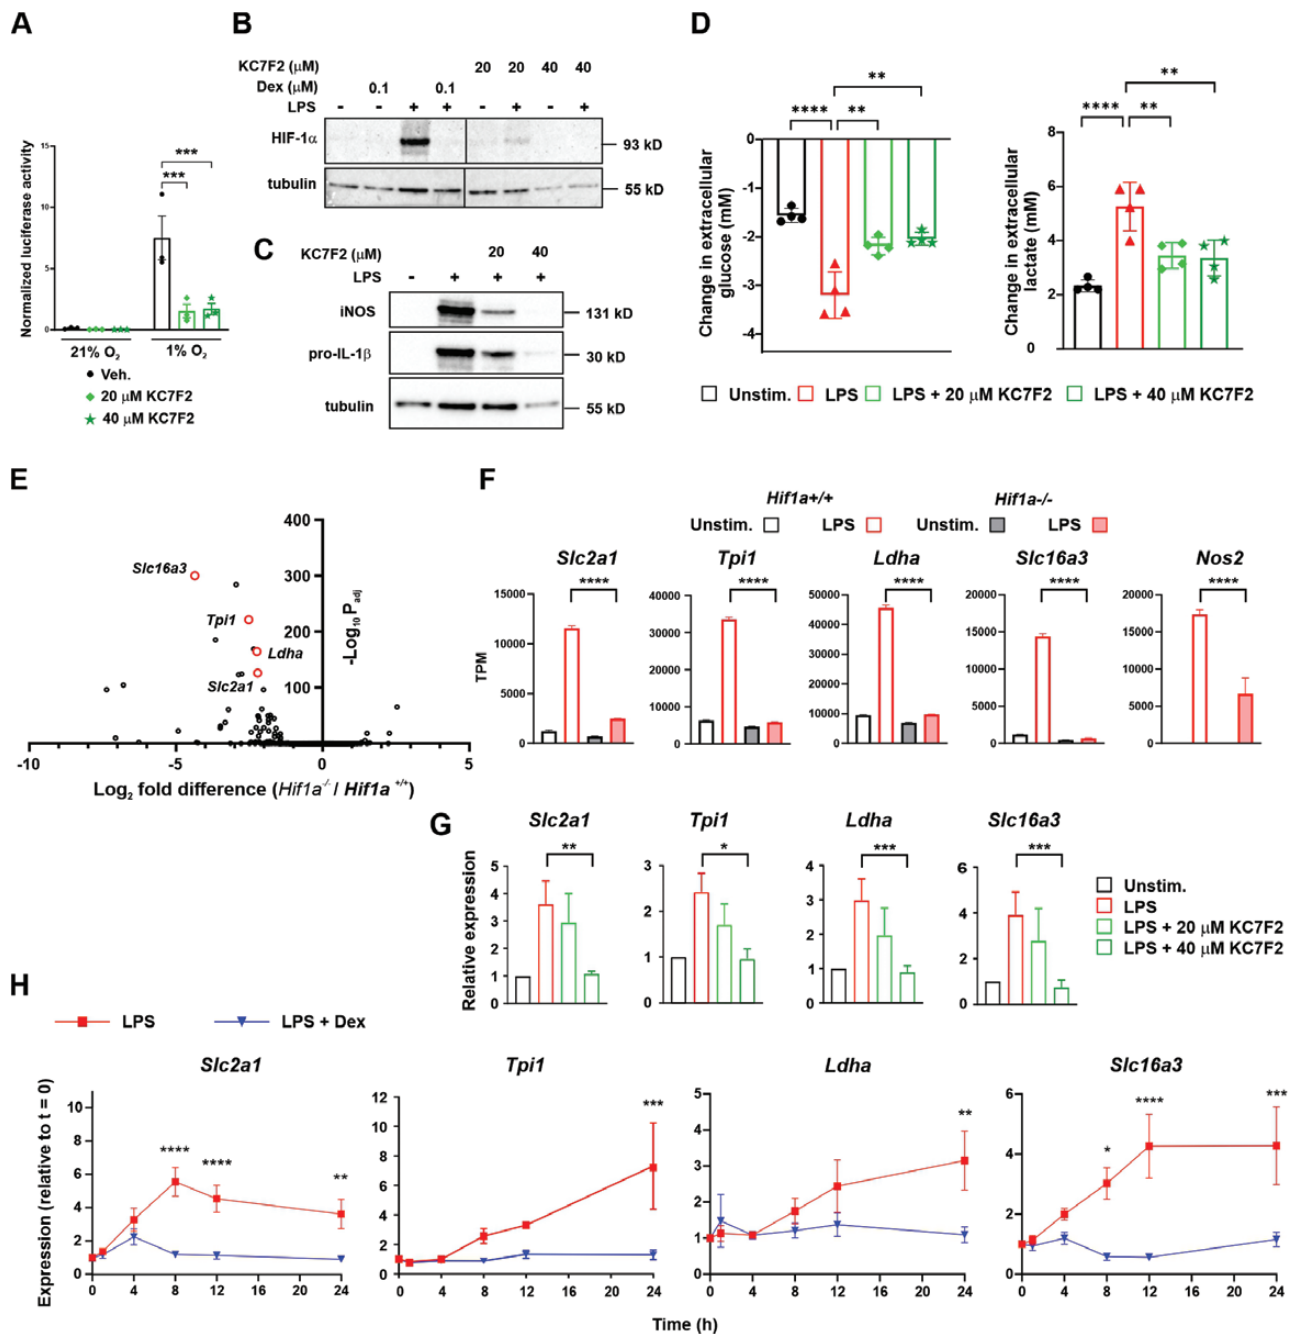 A
Normalized luciferase activity
15
10
5
0
***
***
21% O₂
1% O₂
Veh.
20 μM KC7F2
40 μM KC7F2
B
KC7F2 (μM) 20 20 40 40
Dex (μM) 0.1 0.1
LPS - - + + - + - +
HIF-1α
93 kD
tubulin
55 kD
C
KC7F2 (μM) 20 40
LPS - + + +
iNOS
131 kD
pro-IL-1β
30 kD
tubulin
55 kD
D
Change in extracellular
glucose (mM)
0
-1
-2
-3
-4
**
**** **
Change in extracellular
lactate (mM)
8
6
4
2
0
**
**** **
Unstim. LPS LPS + 20 μM KC7F2 LPS + 40 μM KC7F2
E
400
300
200
100
0
-Log₁₀ Padj
Slc16a3
Tpi1
Ldha
Slc2a1
-10 -5 0 5
Log₂ fold difference (Hif1a-/- / Hif1a +/+)
F
Hif1a+/+ Hif1a-/-
Unstim. LPS Unstim. LPS
TPM
Slc2a1
****
15000
10000
5000
0
Tpi1
****
40000
30000
20000
10000
0
Ldha
****
50000
40000
30000
20000
10000
0
Slc16a3
****
20000
15000
10000
5000
0
Nos2
****
20000
15000
10000
5000
0
G
Relative expression
Slc2a1
**
5
4
3
2
1
0
Tpi1
*
3
2
1
0
Ldha
***
4
3
2
1
0
Slc16a3
***
6
4
2
0
Unstim.
LPS
LPS + 20 μM KC7F2
LPS + 40 μM KC7F2
H
LPS LPS + Dex
Expression (relative to t = 0)
Slc2a1
10
8
6
4
2
0
**** **** **
0 4 8 12 16 20 24
Tpi1
12
10
8
6
4
2
0
***
0 4 8 12 16 20 24
Ldha
5
4
3
2
1
0
**
0 4 8 12 16 20 24
Slc16a3
6
4
2
0
* **** ***
0 4 8 12 16 20 24
Time (h)